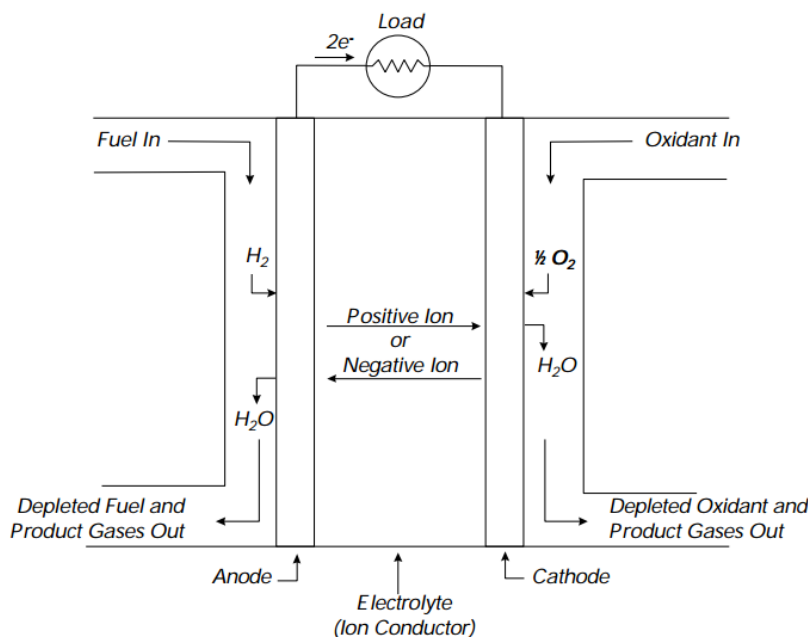 Load
2e-
Fuel In
Oxidant In
H2
½ O2
Positive Ion
or
Negative Ion
H2O
H2O
Depleted Fuel and
Product Gases Out
Depleted Oxidant and
Product Gases Out
Anode
Cathode
Electrolyte
(Ion Conductor)